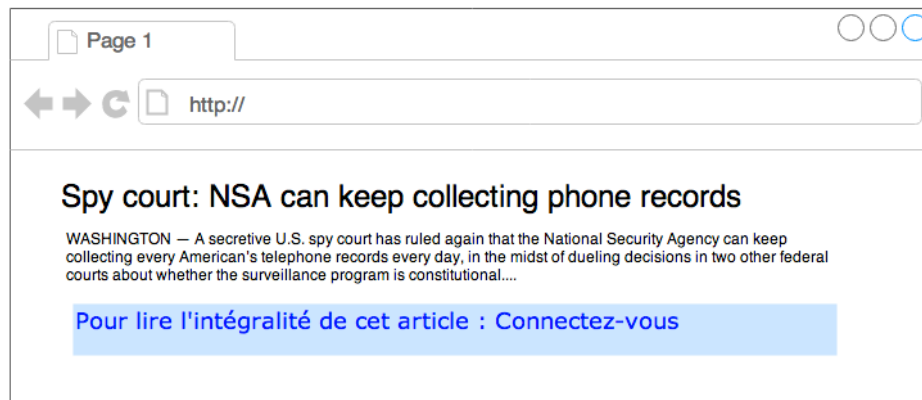 Page 1
http://
Spy court: NSA can keep collecting phone records
WASHINGTON — A secretive U.S. spy court has ruled again that the National Security Agency can keep
collecting every American's telephone records every day, in the midst of dueling decisions in two other federal
courts about whether the surveillance program is constitutional....
Pour lire l'intégralité de cet article : Connectez-vous